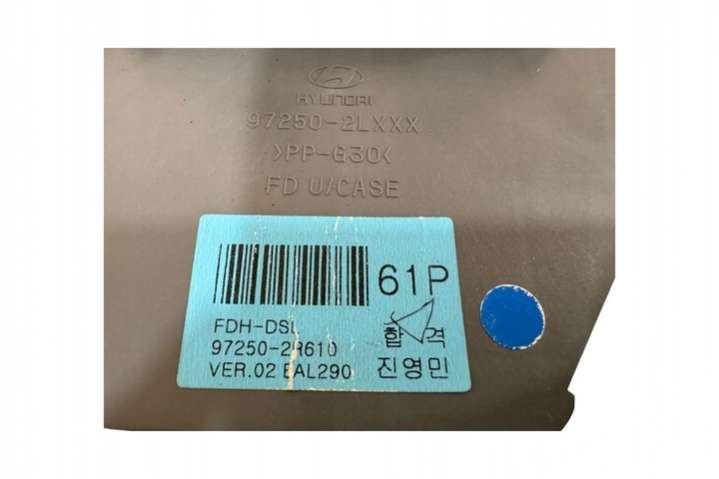 HYUNDAI
97250-2LXXX
>PP-G30<
FD U/CASE
61P
FDH-DSL
97250-2R610
VER.02 EAL290
합격
진영민